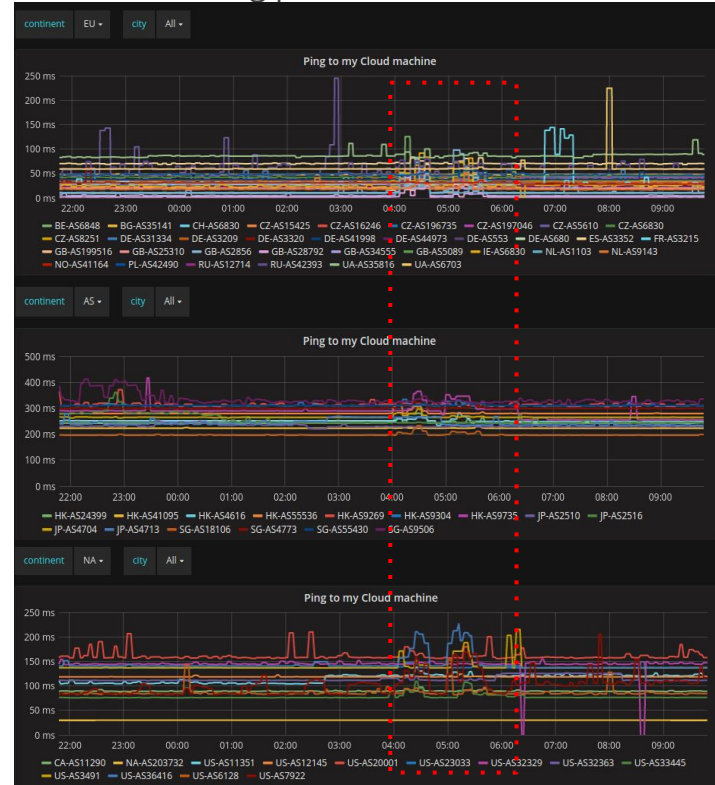 continent EU city All
Ping to my Cloud machine
250 ms
200 ms
150 ms
100 ms
50 ms
0 ms
22:00 23:00 00:00 01:00 02:00 03:00 04:00 05:00 06:00 07:00 08:00 09:00
BE-AS6848 BG-AS35141 CH-AS6830 CZ-AS15425 CZ-AS16246 CZ-AS196735 CZ-AS197046 CZ-AS5610 CZ-AS6830
CZ-AS8251 DE-AS31334 DE-AS3209 DE-AS3320 DE-AS41998 DE-AS44973 DE-AS553 DE-AS680 ES-AS3352 FR-AS3215
GB-AS199516 GB-AS25310 GB-AS2856 GB-AS28792 GB-AS34555 GB-AS5089 IE-AS6830 NL-AS1103 NL-AS9143
NO-AS41164 PL-AS42490 RU-AS12714 RU-AS42393 UA-AS35816 UA-AS6703
continent AS city All
Ping to my Cloud machine
500 ms
400 ms
300 ms
200 ms
100 ms
0 ms
22:00 23:00 00:00 01:00 02:00 03:00 04:00 05:00 06:00 07:00 08:00 09:00
HK-AS24399 HK-AS41095 HK-AS4616 HK-AS55536 HK-AS9269 HK-AS9304 HK-AS9735 JP-AS2510 JP-AS2516
JP-AS4704 JP-AS4713 SG-AS18106 SG-AS4773 SG-AS55430 SG-AS9506
continent NA city All
Ping to my Cloud machine
250 ms
200 ms
150 ms
100 ms
50 ms
0 ms
22:00 23:00 00:00 01:00 02:00 03:00 04:00 05:00 06:00 07:00 08:00 09:00
CA-AS11290 NA-AS203732 US-AS11351 US-AS12145 US-AS20001 US-AS23033 US-AS32329 US-AS32363 US-AS33445
US-AS3491 US-AS36416 US-AS6128 US-AS7922